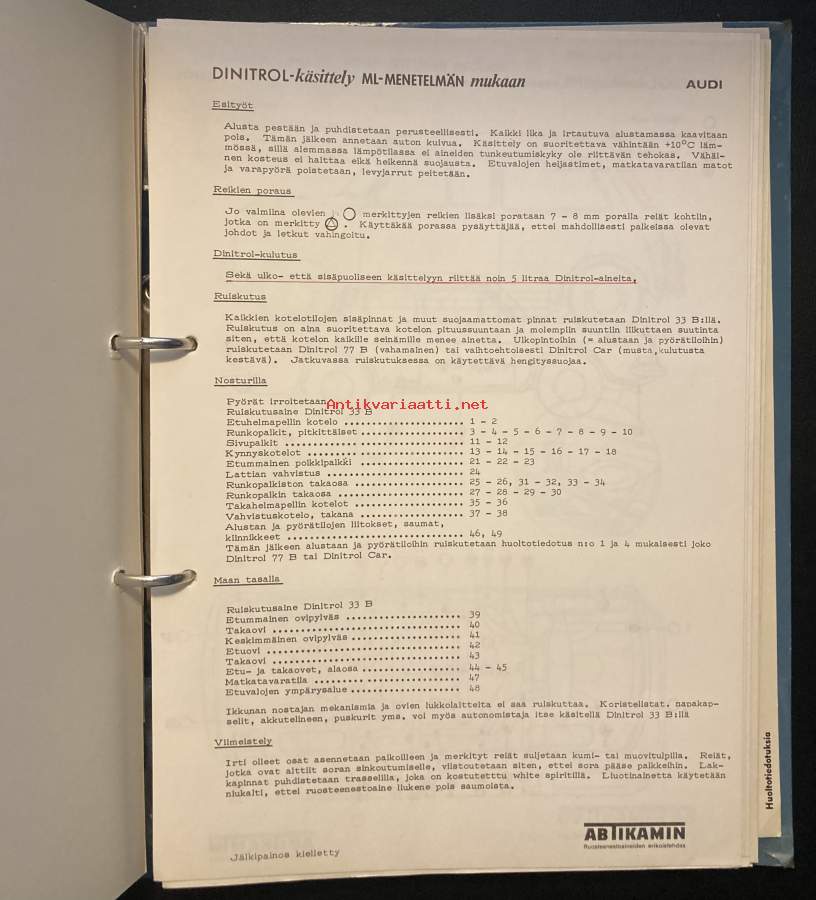 DINITROL-käsittely ML-MENETELMÄN mukaan
AUDI
Esityöt
Alusta pestään ja puhdistetaan perusteellisesti. Kaikki lika ja irtautuva alustamassa kaavitaan
pois. Tämän jälkeen annetaan auton kuivua. Käsittely on suoritettava vähintään +10°C läm-
mössä, sillä alemmassa lämpötilassa ei aineiden tunkeutumiskyky ole riittävän tehokas. Vähäi-
nen kosteus ei haittaa eikä heikennä suojausta. Etuvalojen heijastimet, matkatavaratilan matot
ja varapyörä poistetaan, levyjarrut peitetään.
Reikien poraus
Jo valmiina olevien ○ merkittyjen reikien lisäksi porataan 7 - 8 mm poralla reiät kohtiin,
jotka on merkitty . Käyttäkää porassa pysäyttäjää, ettei mahdollisesti palkeissa olevat
johdot ja letkut vahingoitu.
Dinitrol-kulutus
Sekä ulko- että sisäpuoliseen käsittelyyn riittää noin 5 litraa Dinitrol-aineita.
Ruiskutus
Kaikkien kotelotilojen sisäpinnat ja muut suojaamattomat pinnat ruiskutetaan Dinitrol 33 B:llä.
Ruiskutus on aina suoritettava kotelon pituussuuntaan ja molempiin suuntiin liikuttaen suutinta
siten, että kotelon kaikille seinämille menee ainetta. Ulkopintoihin (= alustaan ja pyörätiloihin)
ruiskutetaan Dinitrol 77 B (vahamainen) tai vaihtoehtoisesti Dinitrol Car (musta, kulutusta
kestävä). Jatkuvassa ruiskutuksessa on käytettävä hengityssuojaa.
Nosturilla
Pyörät irroitetaan
Antikvariaatti.net
Ruiskutusaine Dinitrol 33 B
Etuhelmapellin kotelo ...................... 1 - 2
Runkopalkit, pitkittäiset ................... 3 - 4 - 5 - 6 - 7 - 8 - 9 - 10
Sivupalkit ................................. 11 - 12
Kynnyskotelot .............................. 13 - 14 - 15 - 16 - 17 - 18
Etummainen poikkipalkki ................... 21 - 22 - 23
Lattian vahvistus ......................... 24
Runkopalkiston takaosa .................... 25 - 26, 31 - 32, 33 - 34
Runkopalkin takaosa ....................... 27 - 28 - 29 - 30
Takahelmapellin kotelot .................... 35 - 36
Vahvistuskotelo, takana ................... 37 - 38
Alustan ja pyörätilojen liitokset, saumat,
kiinnikkeet ................................ 46, 49
Tämän jälkeen alustaan ja pyörätiloihin ruiskutetaan huoltotiedotus n:o 1 ja 4 mukaisesti joko
Dinitrol 77 B tai Dinitrol Car.
Maan tasalla
Ruiskutusaine Dinitrol 33 B
Etummainen ovipylväs ..................... 39
Takaovi .................................. 40
Keskimmäinen ovipylväs .................... 41
Etuovi ................................... 42
Takaovi .................................. 43
Etu- ja takaovet, alaosa .................. 44 - 45
Matkatavaratila .......................... 47
Etuvalojen ympärysalue .................... 48
Ikkunan nostajan mekanismia ja ovien lukkolaitteita ei saa ruiskuttaa. Koristelistat, napakap-
selit, akkutelineen, puskurit yms. voi myös autonomistaja itse käsitellä Dinitrol 33 B:llä
Viimeistely
Irti olleet osat asennetaan paikoilleen ja merkityt reiät suljetaan kumi- tai muovitulpilla. Reiät,
jotka ovat alttiit soran sinkoutumiselle, viistoutetaan siten, ettei sora pääse palkkeihin. Lak-
kapinnat puhdistetaan trasselilla, joka on kostutetttu white spiritillä. Liuotinainetta käytetään
niukalti, ettei ruosteenestoaine liukene pois saumoista.
Huoltotiedotuksia
ABTIKAMIN
Ruosteenestoaineiden erikoistehdas
Jälkipainos kielletty